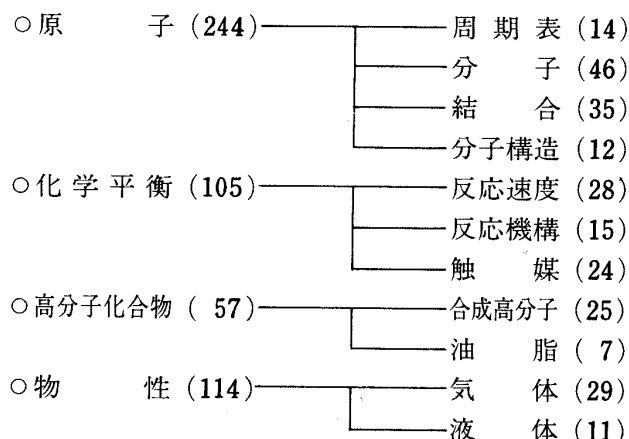 ○原子(244) 周期表(14)
分子(46)
結合(35)
分子構造(12)
○化学平衡(105) 反応速度(28)
反応機構(15)
触媒(24)
○高分子化合物(57) 合成高分子(25)
油脂(7)
○物性(114) 気体(29)
液体(11)